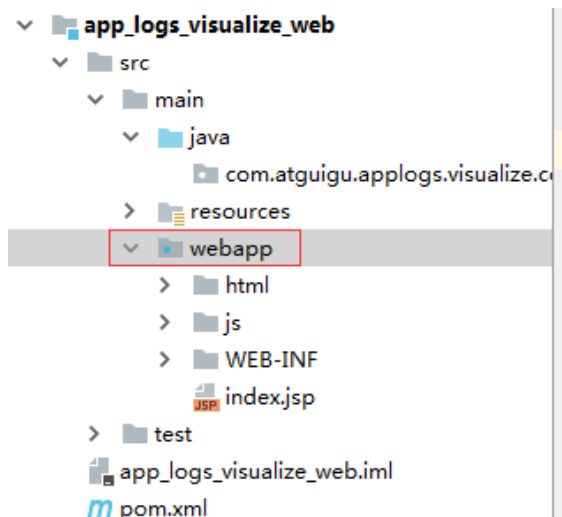 app_logs_visualize_web
src
main
java
com.atguigu.applogs.visualize.c
resources
webapp
html
js
WEB-INF
JSP index.jsp
test
app_logs_visualize_web.iml
m pom.xml